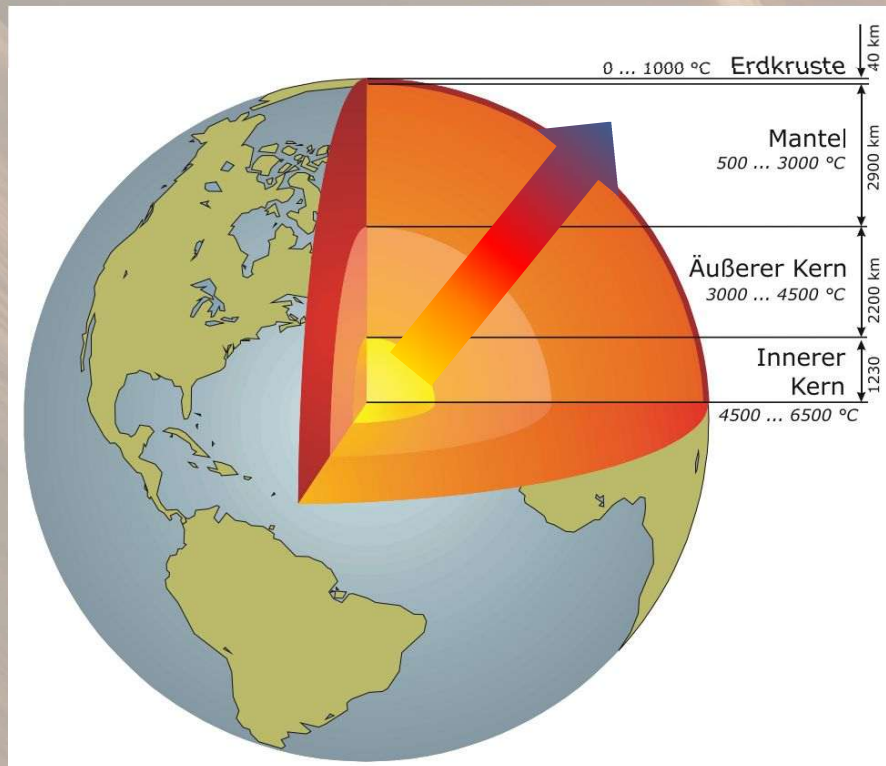 40 km
0 ... 1000 °C Erdkruste
Mantel
500 ... 3000 °C
2900 km
Äußerer Kern
3000 ... 4500 °C
2200 km
Innerer
Kern
1230
4500 ... 6500 °C